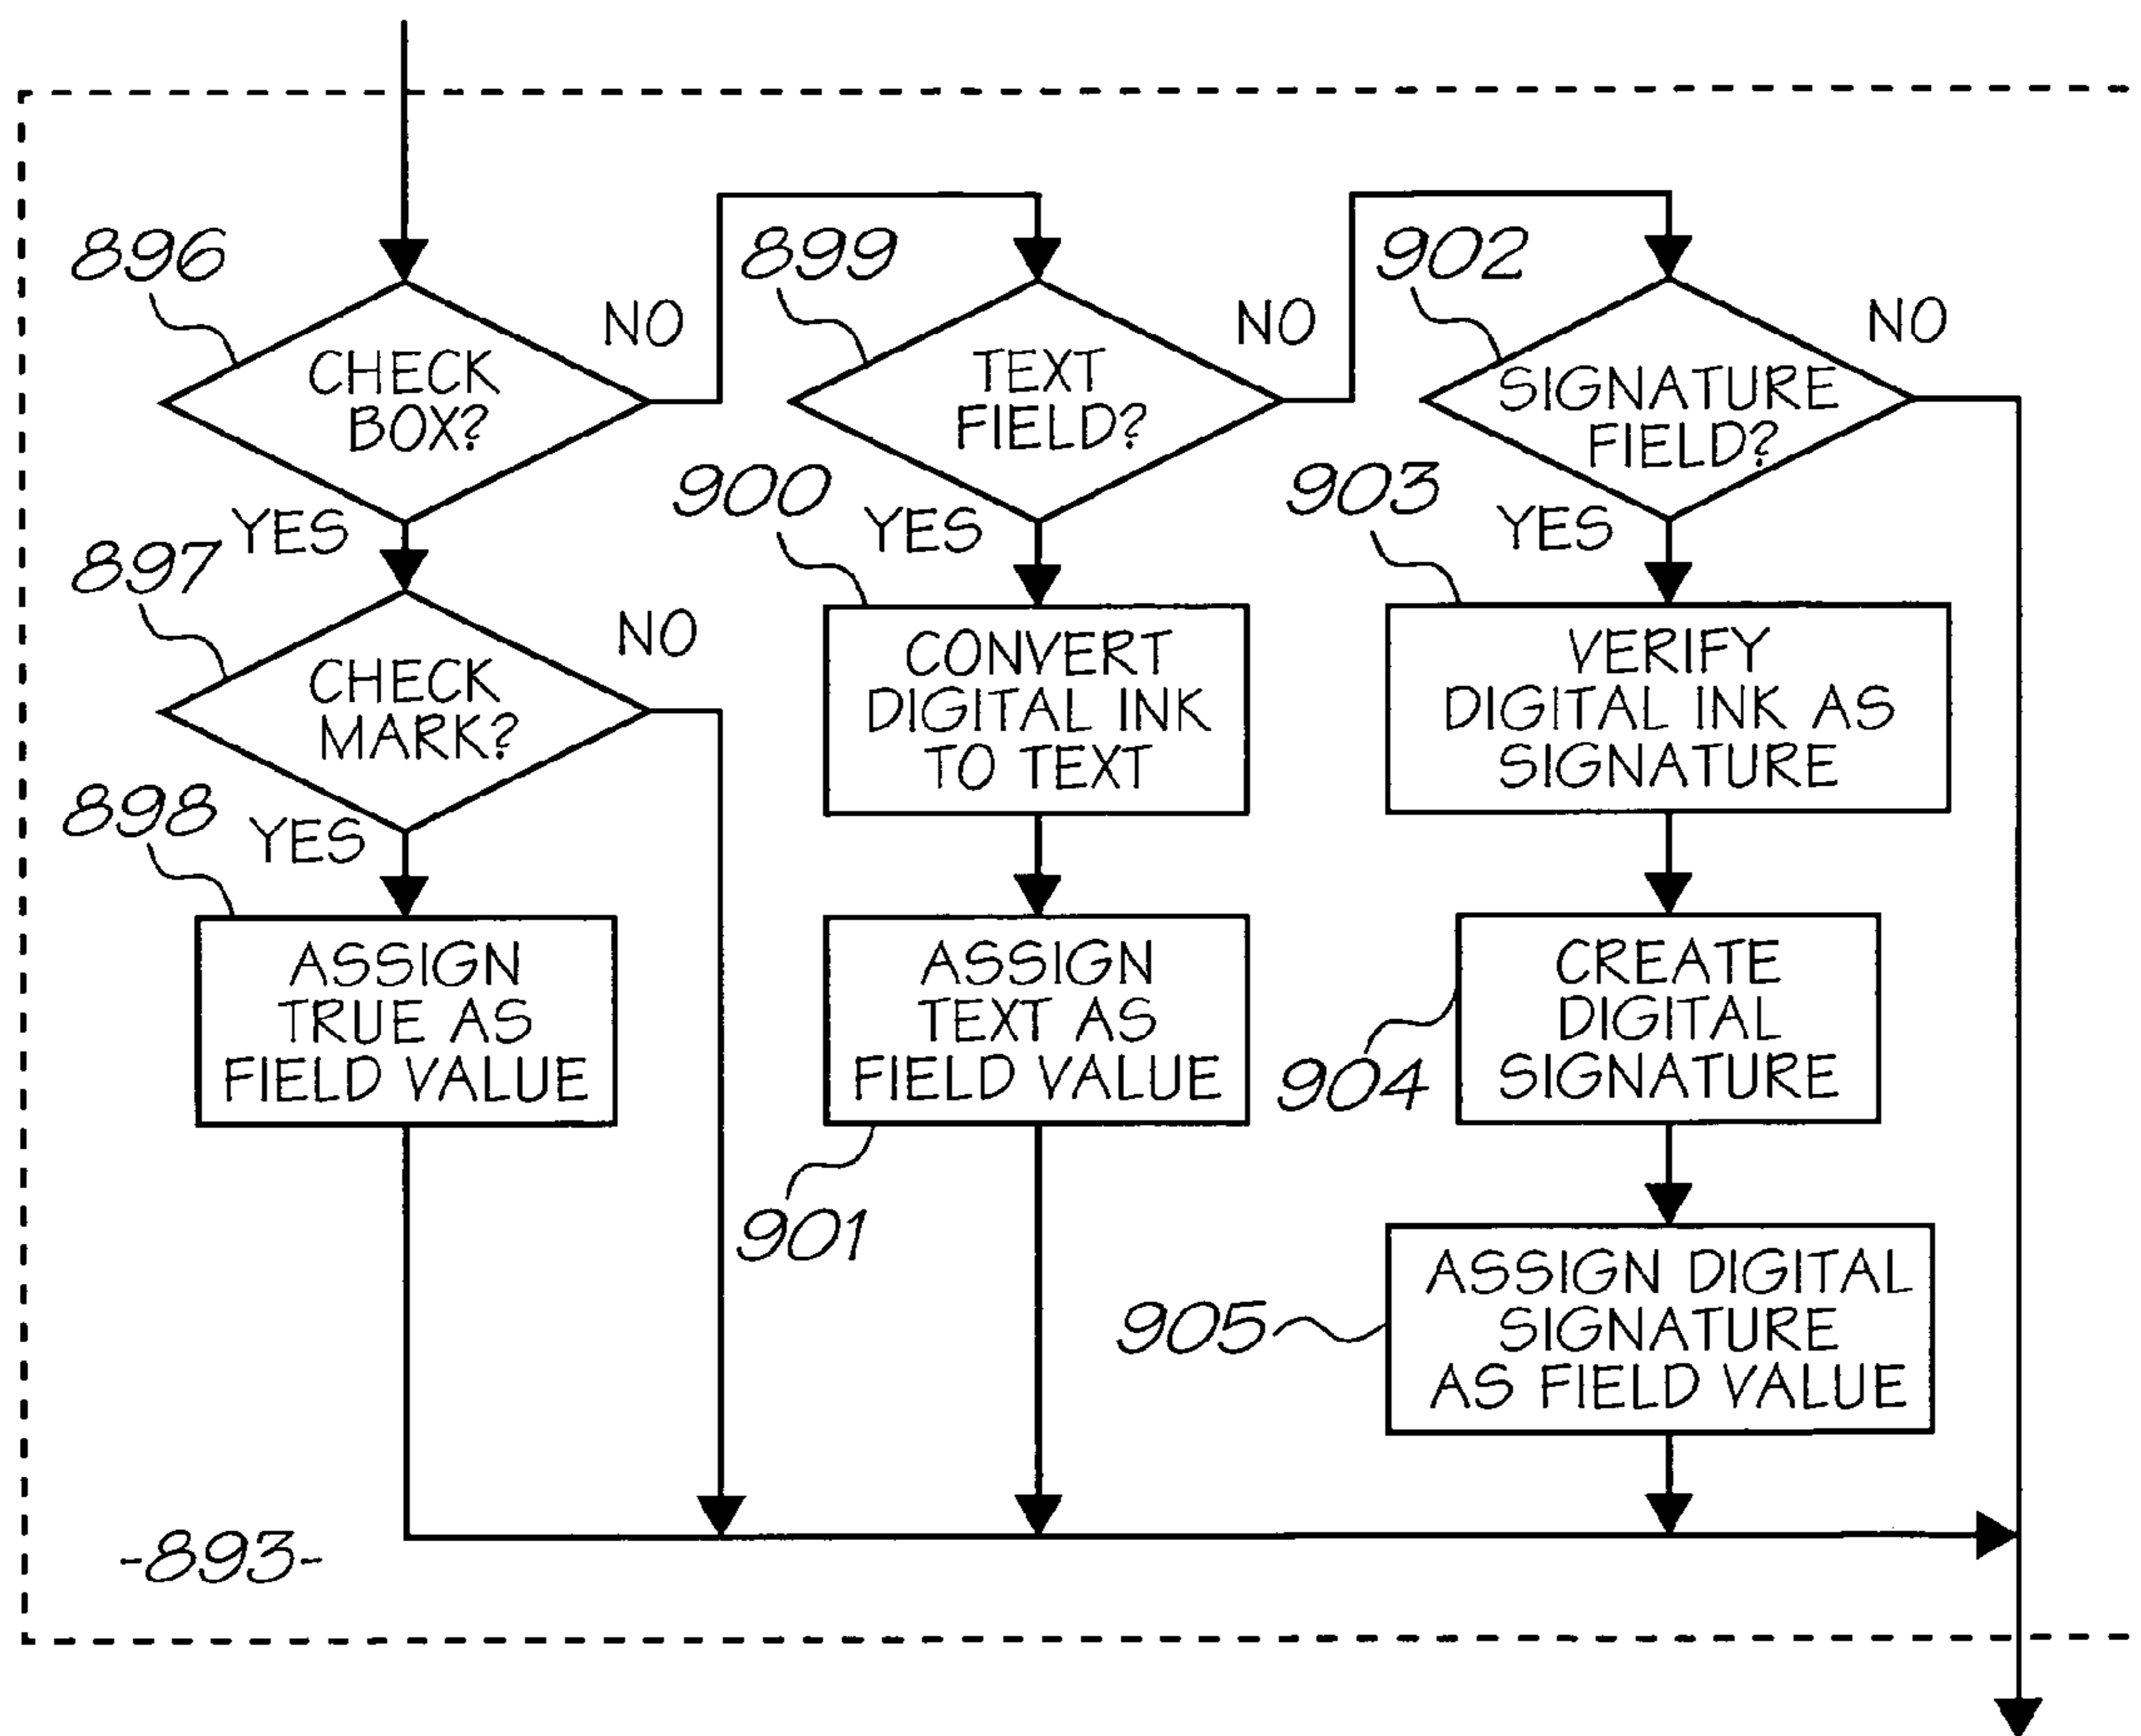 896
CHECK
BOX?
NO
YES
897
CHECK
MARK?
NO
YES
898
ASSIGN
TRUE AS
FIELD VALUE
899
TEXT
FIELD?
NO
YES
900
CONVERT
DIGITAL INK
TO TEXT
ASSIGN
TEXT AS
FIELD VALUE
901
902
SIGNATURE
FIELD?
NO
YES
903
VERIFY
DIGITAL INK AS
SIGNATURE
CREATE
DIGITAL
SIGNATURE
904
ASSIGN DIGITAL
SIGNATURE
AS FIELD VALUE
905
-893-